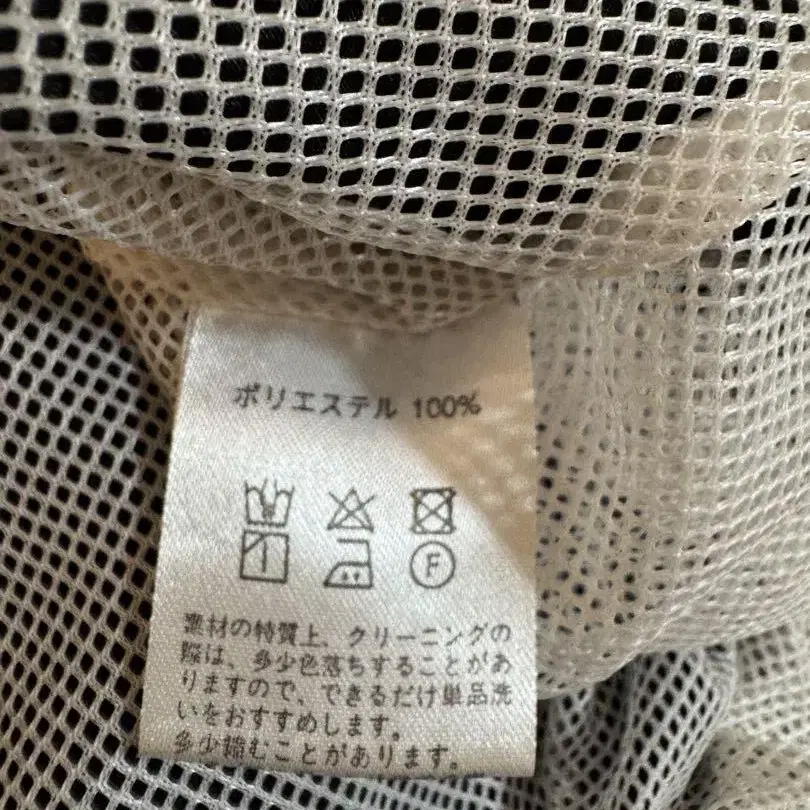 ポリエステル 100%
F
素材の特質上、クリーニングの
際は、多少色落ちすることがあ
りますので、できるだけ単品洗
いをおすすめします。
多少縮むことがあります。